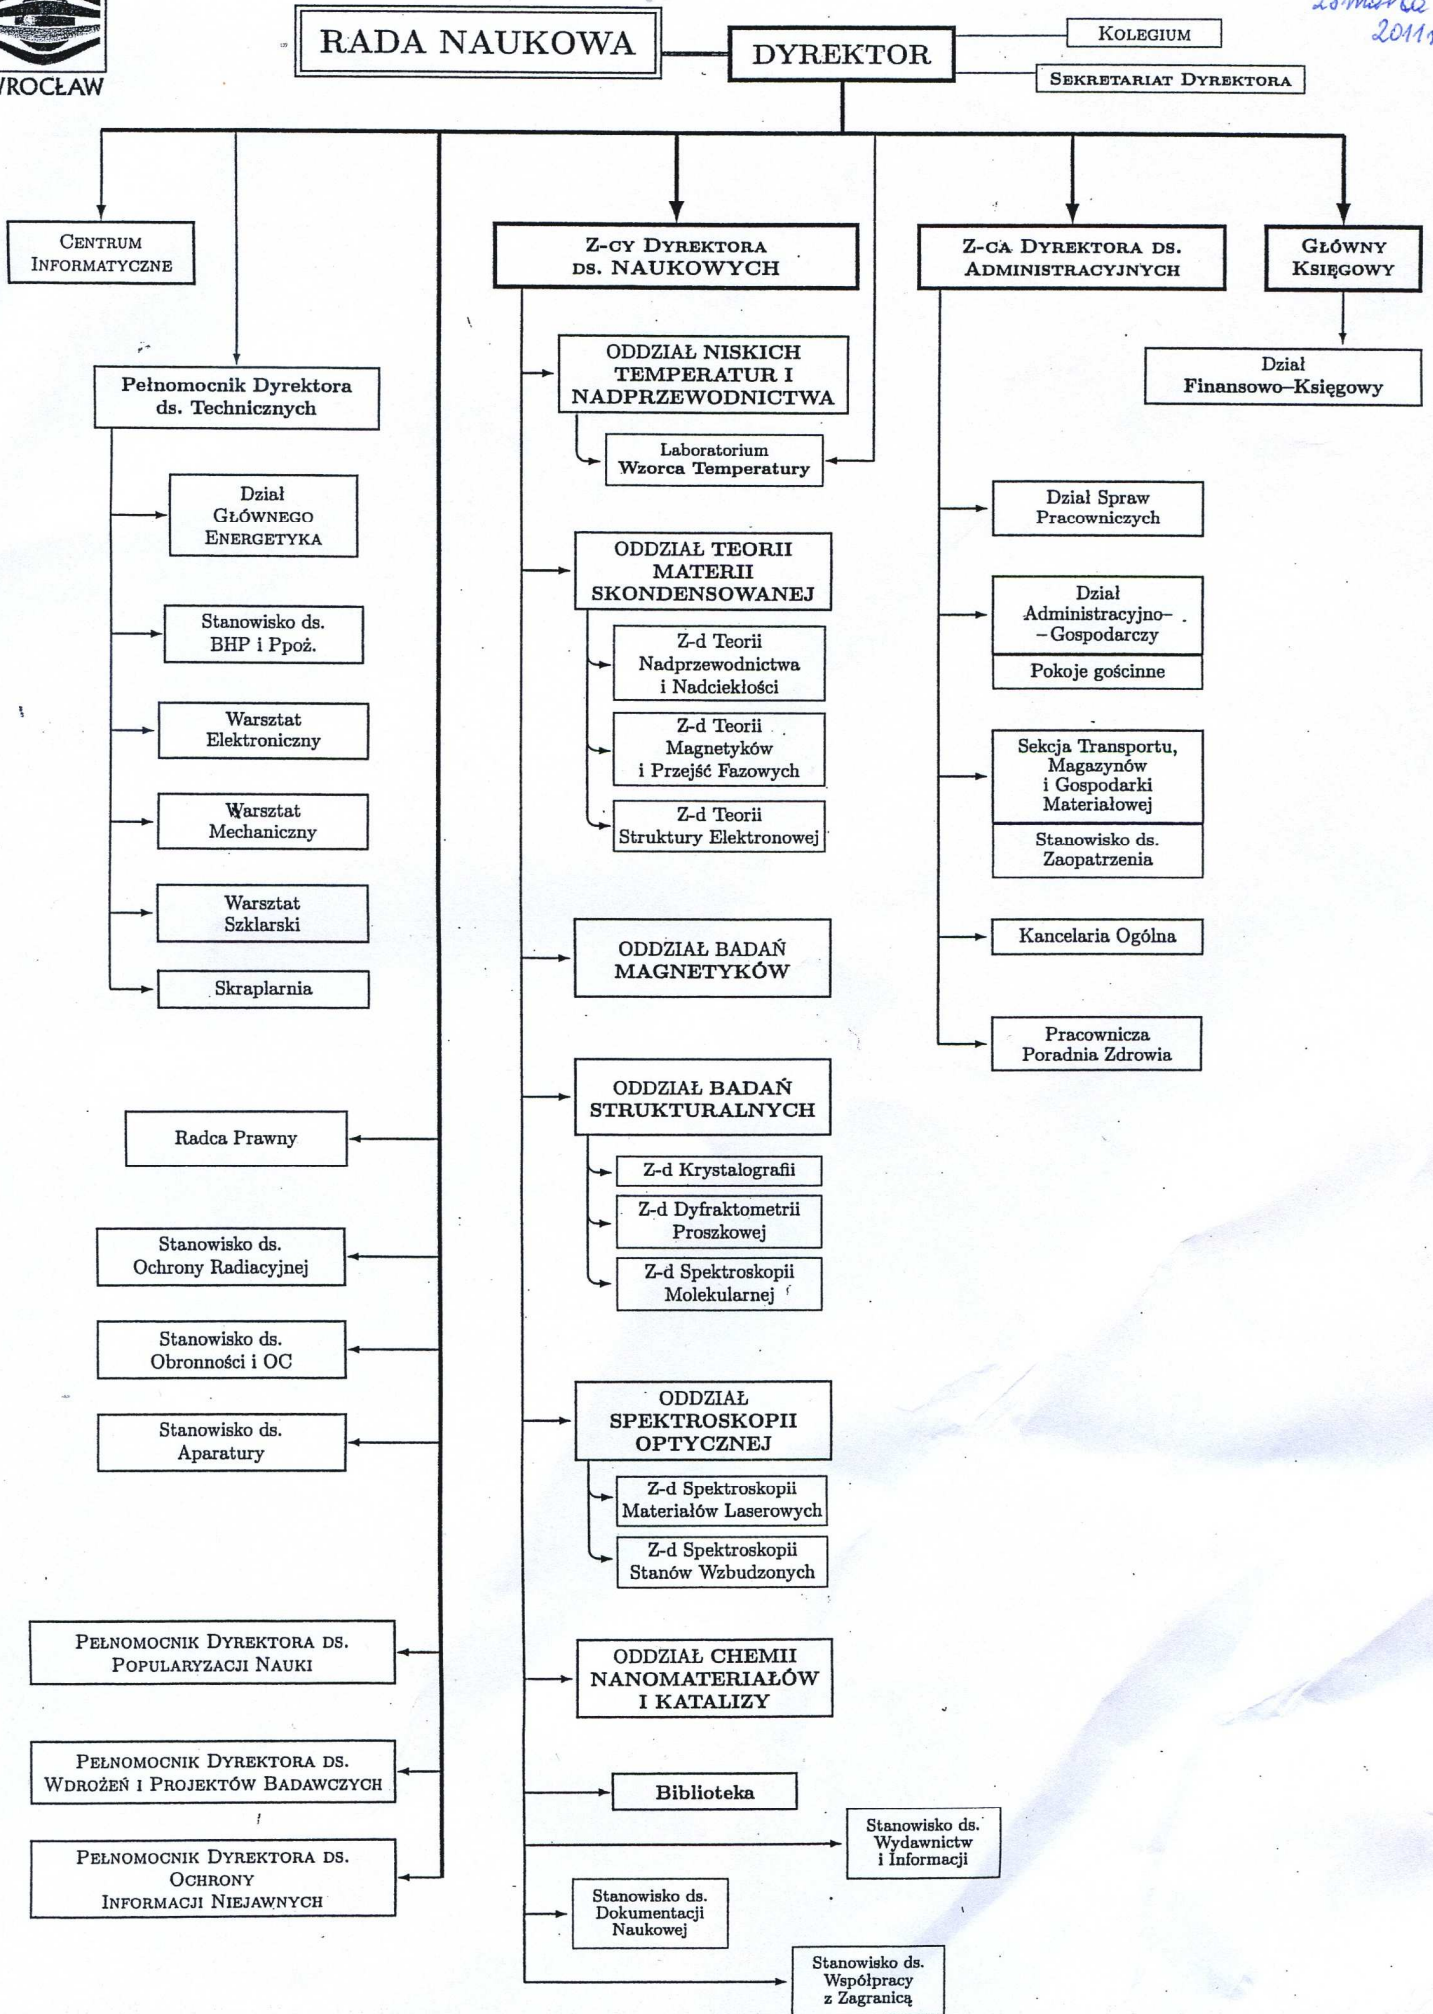 WROCŁAW
RADA NAUKOWA
DYREKTOR
KOLEGIUM
SEKRETARIAT DYREKTORA
2011
CENTRUM
INFORMATYCZNE
Z-CY DYREKTORA
DS. NAUKOWYCH
Z-CA DYREKTORA DS.
ADMINISTRACYJNYCH
GŁÓWNY
KSIĘGOWY
Pełnomocnik Dyrektora
ds. Technicznych
Dział
GŁÓWNEGO
ENERGETYKA
Stanowisko ds.
BHP i Ppoż.
Warsztat
Elektroniczny
Warsztat
Mechaniczny
Warsztat
Szklarski
Skraplarnia
Radca Prawny
Stanowisko ds.
Ochrony Radiacyjnej
Stanowisko ds.
Obronności i OC
Stanowisko ds.
Aparatury
PEŁNOMOCNIK DYREKTORA DS.
POPULARYZACJI NAUKI
PEŁNOMOCNIK DYREKTORA DS.
WDROŻEŃ I PROJEKTÓW BADAWCZYCH
PEŁNOMOCNIK DYREKTORA DS.
OCHRONY
INFORMACJI NIEJAWNYCH
ODDZIAŁ NISKICH
TEMPERATUR I
NADPRZEWODNICTWA
Laboratorium
Wzorca Temperatury
ODDZIAŁ TEORII
MATERII
SKONDENSOWANEJ
Z-d Teorii
Nadprzewodnictwa
i Nadciekłości
Z-d Teorii
Magnetyków
i Przejść Fazowych
Z-d Teorii
Struktury Elektronowej
ODDZIAŁ BADAŃ
MAGNETYKÓW
ODDZIAŁ BADAŃ
STRUKTURALNYCH
Z-d Krystalografii
Z-d Dyfraktometrii
Proszkowej
Z-d Spektroskopii
Molekularnej
ODDZIAŁ
SPEKTROSKOPII
OPTYCZNEJ
Z-d Spektroskopii
Materiałów Laserowych
Z-d Spektroskopii
Stanów Wzbudzonych
ODDZIAŁ CHEMII
NANOMATERIAŁÓW
I KATALIZY
Biblioteka
Stanowisko ds.
Wydawnictw
i Informacji
Stanowisko ds.
Dokumentacji
Naukowej
Stanowisko ds.
Współpracy
z Zagranicą
Dział
Finansowo–Księgowy
Dział Spraw
Pracowniczych
Dział
Administracyjno–
–Gospodarczy
Pokoje gościnne
Sekcja Transportu,
Magazynów
i Gospodarki
Materiałowej
Stanowisko ds.
Zaopatrzenia
Kancelaria Ogólna
Pracownicza
Poradnia Zdrowia